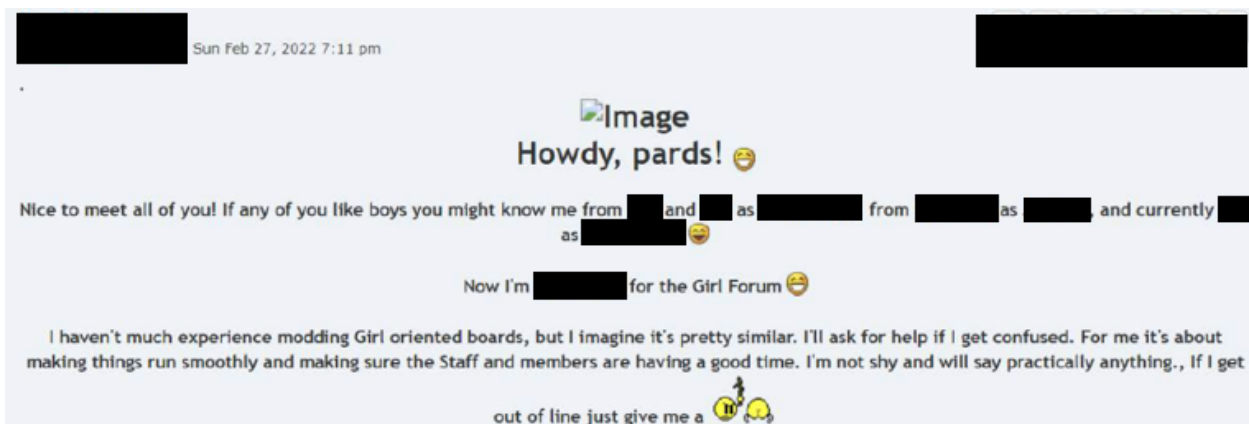 Sun Feb 27, 2022 7:11 pm
.
Image
Howdy, pards!
Nice to meet all of you! If any of you like boys you might know me from and as from as , and currently
as
Now I'm for the Girl Forum
I haven't much experience modding Girl oriented boards, but I imagine it's pretty similar. I'll ask for help if I get confused. For me it's about
making things run smoothly and making sure the Staff and members are having a good time. I'm not shy and will say practically anything., If I get
out of line just give me a